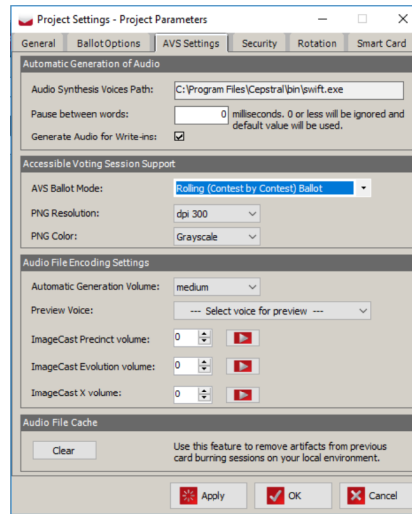 Project Settings - Project Parameters
General Ballot Options AVS Settings Security Rotation Smart Card
Automatic Generation of Audio
Audio Synthesis Voices Path: C:\Program Files\Cepstral\bin\swift.exe
Pause between words: 0 milliseconds. 0 or less will be ignored and
default value will be used.
Generate Audio for Write-ins:
Accessible Voting Session Support
AVS Ballot Mode: Rolling (Contest by Contest) Ballot
PNG Resolution: dpi 300
PNG Color: Grayscale
Audio File Encoding Settings
Automatic Generation Volume: medium
Preview Voice: --- Select voice for preview ---
ImageCast Precinct volume: 0
ImageCast Evolution volume: 0
ImageCast X volume: 0
Audio File Cache
Clear Use this feature to remove artifacts from previous
card burning sessions on your local environment.
Apply OK Cancel